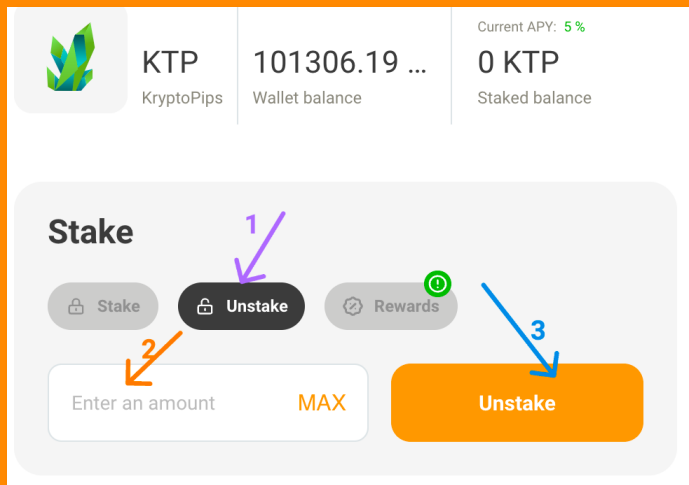 Current APY: 5 %
KTP
101306.19 ...
0 KTP
KryptoPips
Wallet balance
Staked balance
Stake
1
Stake
Unstake
Rewards
2
3
Enter an amount
MAX
Unstake